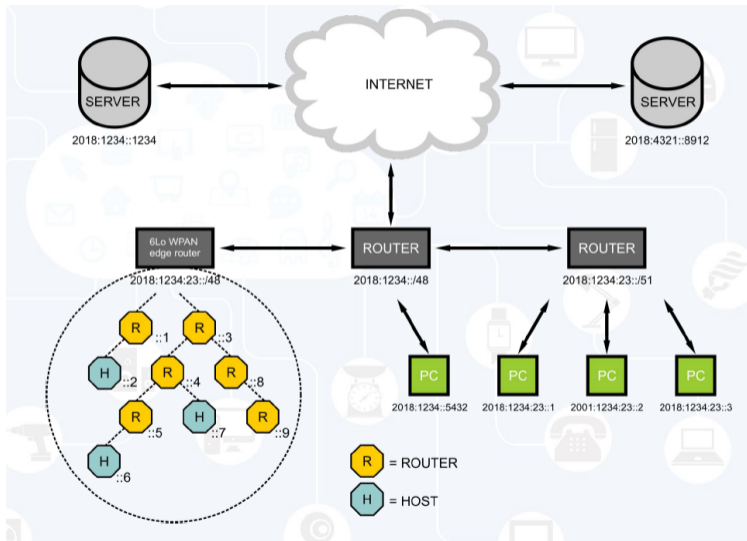 INTERNET
SERVER
2018:1234::1234
SERVER
2018:4321::8912
6Lo WPAN
edge router
2018:1234:23::/48
ROUTER
2018:1234::/48
ROUTER
2018:1234:23::/51
R ::1
R ::3
H ::2
R ::4
R ::8
R ::5
H ::7
R ::9
H ::6
PC
2018:1234::5432
PC
2018:1234:23::1
PC
2001:1234:23::2
PC
2018:1234:23::3
R = ROUTER
H = HOST